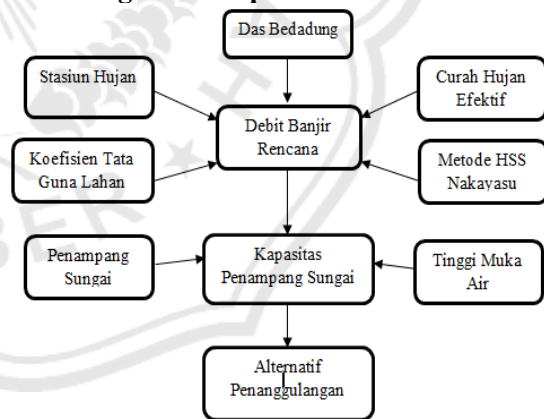 Das Bedadung
Stasiun Hujan
Curah Hujan
Efektif
Debit Banjir
Rencana
Koefisien Tata
Guna Lahan
Metode HSS
Nakayasu
Penampang
Sungai
Kapasitas
Penampang Sungai
Tinggi Muka
Air
Alternatif
Penanggulangan